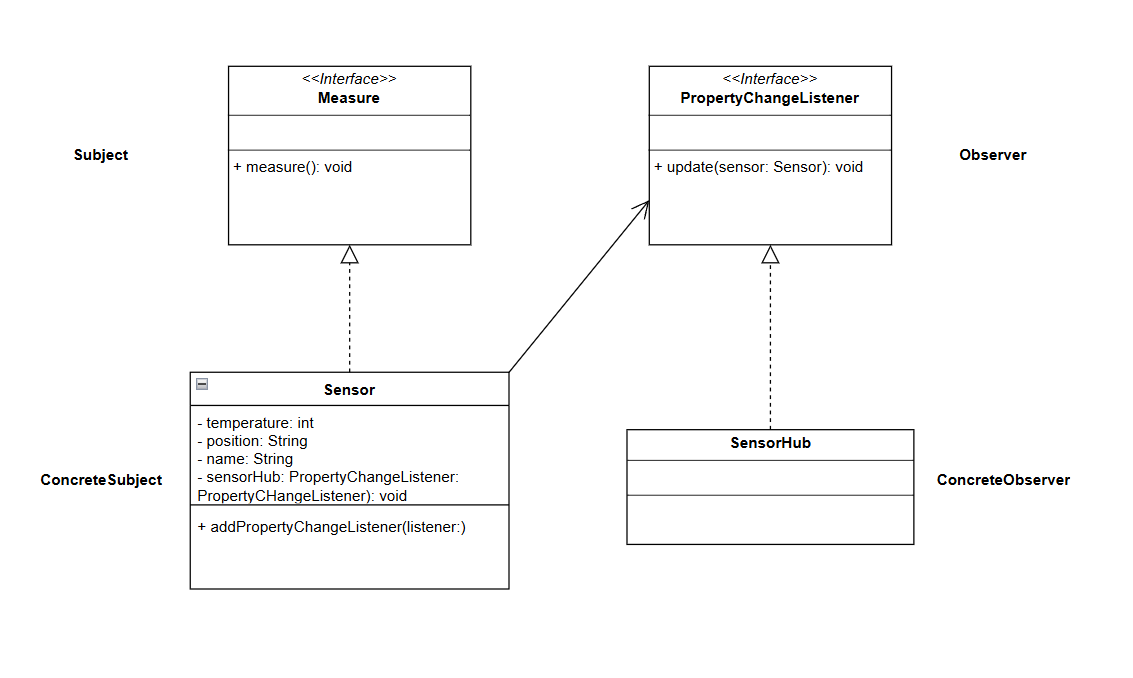 <<Interface>>
Measure
+ measure(): void
Subject
<<Interface>>
PropertyChangeListener
+ update(sensor: Sensor): void
Observer
Sensor
- temperature: int
- position: String
- name: String
- sensorHub: PropertyChangeListener:
PropertyCHangeListener): void
+ addPropertyChangeListener(listener:)
ConcreteSubject
SensorHub
ConcreteObserver